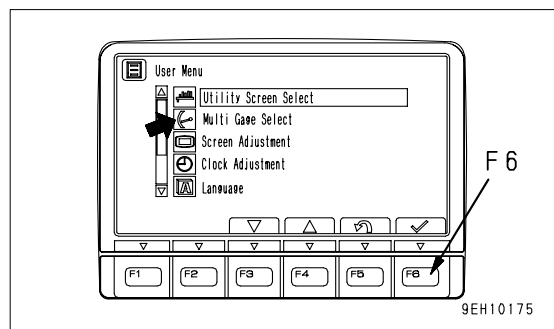 User Menu
Utility Screen Select
Multi Gage Select
Screen Adjustment
Clock Adjustment
Language
F6
F1 F2 F3 F4 F5 F6
9EH10175